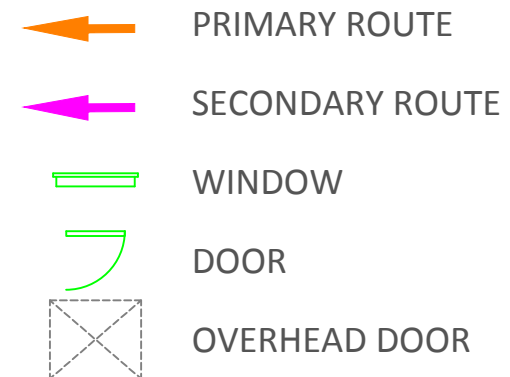 PRIMARY ROUTE
SECONDARY ROUTE
WINDOW
DOOR
OVERHEAD DOOR